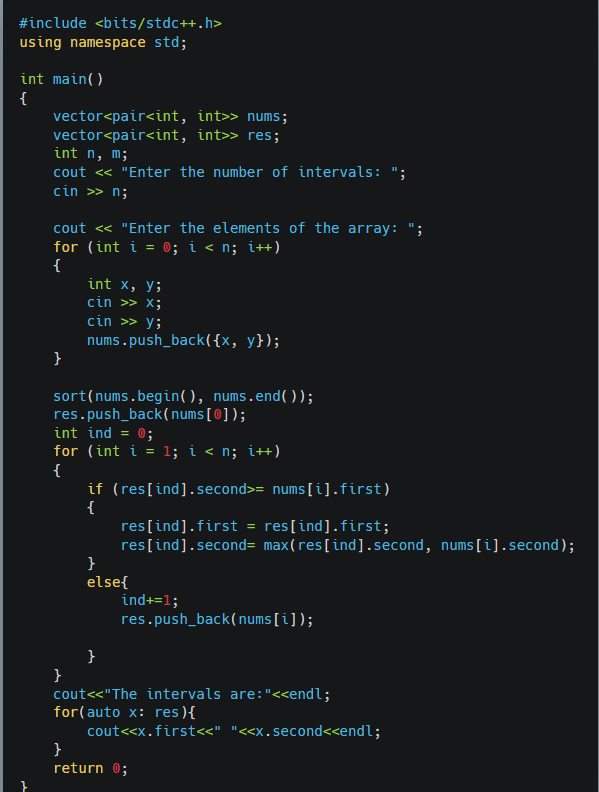 #include <bits/stdc++.h>
using namespace std;

int main()
{
    vector<pair<int, int>> nums;
    vector<pair<int, int>> res;
    int n, m;
    cout << "Enter the number of intervals: ";
    cin >> n;

    cout << "Enter the elements of the array: ";
    for (int i = 0; i < n; i++)
    {
        int x, y;
        cin >> x;
        cin >> y;
        nums.push_back({x, y});
    }

    sort(nums.begin(), nums.end());
    res.push_back(nums[0]);
    int ind = 0;
    for (int i = 1; i < n; i++)
    {
        if (res[ind].second>= nums[i].first)
        {
            res[ind].first = res[ind].first;
            res[ind].second= max(res[ind].second, nums[i].second);
        }
        else{
            ind+=1;
            res.push_back(nums[i]);

        }
    }
    cout<<"The intervals are:"<<endl;
    for(auto x: res){
        cout<<x.first<<" "<<x.second<<endl;
    }
    return 0;
}